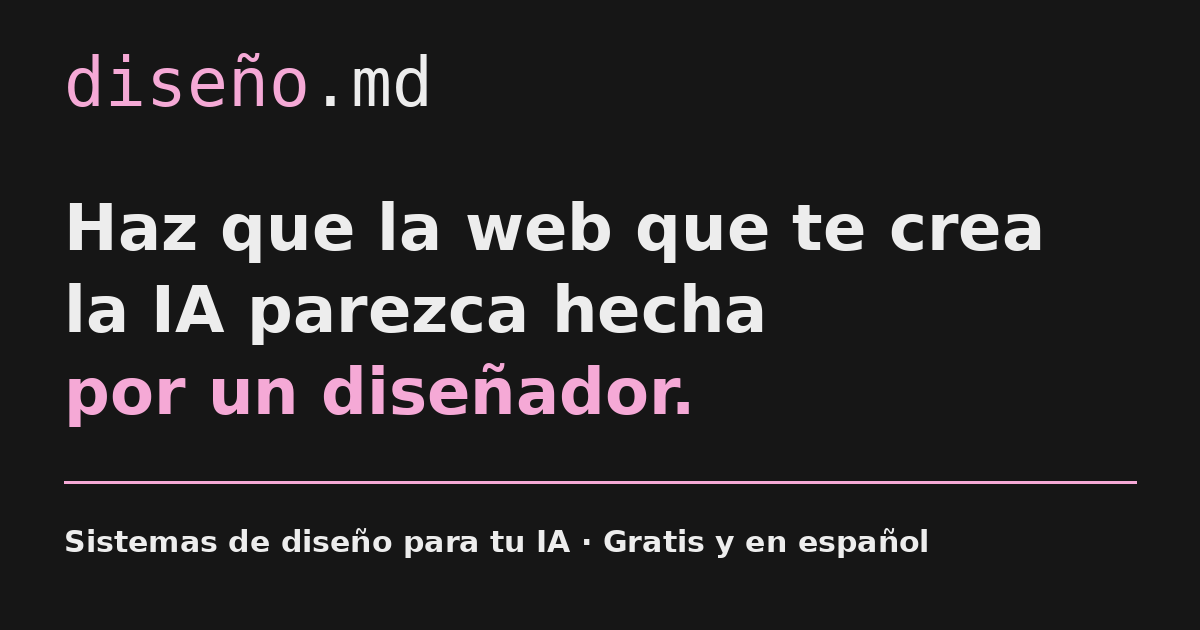 diseño.md
Haz que la web que te crea
la IA parezca hecha
por un diseñador.
Sistemas de diseño para tu IA · Gratis y en español